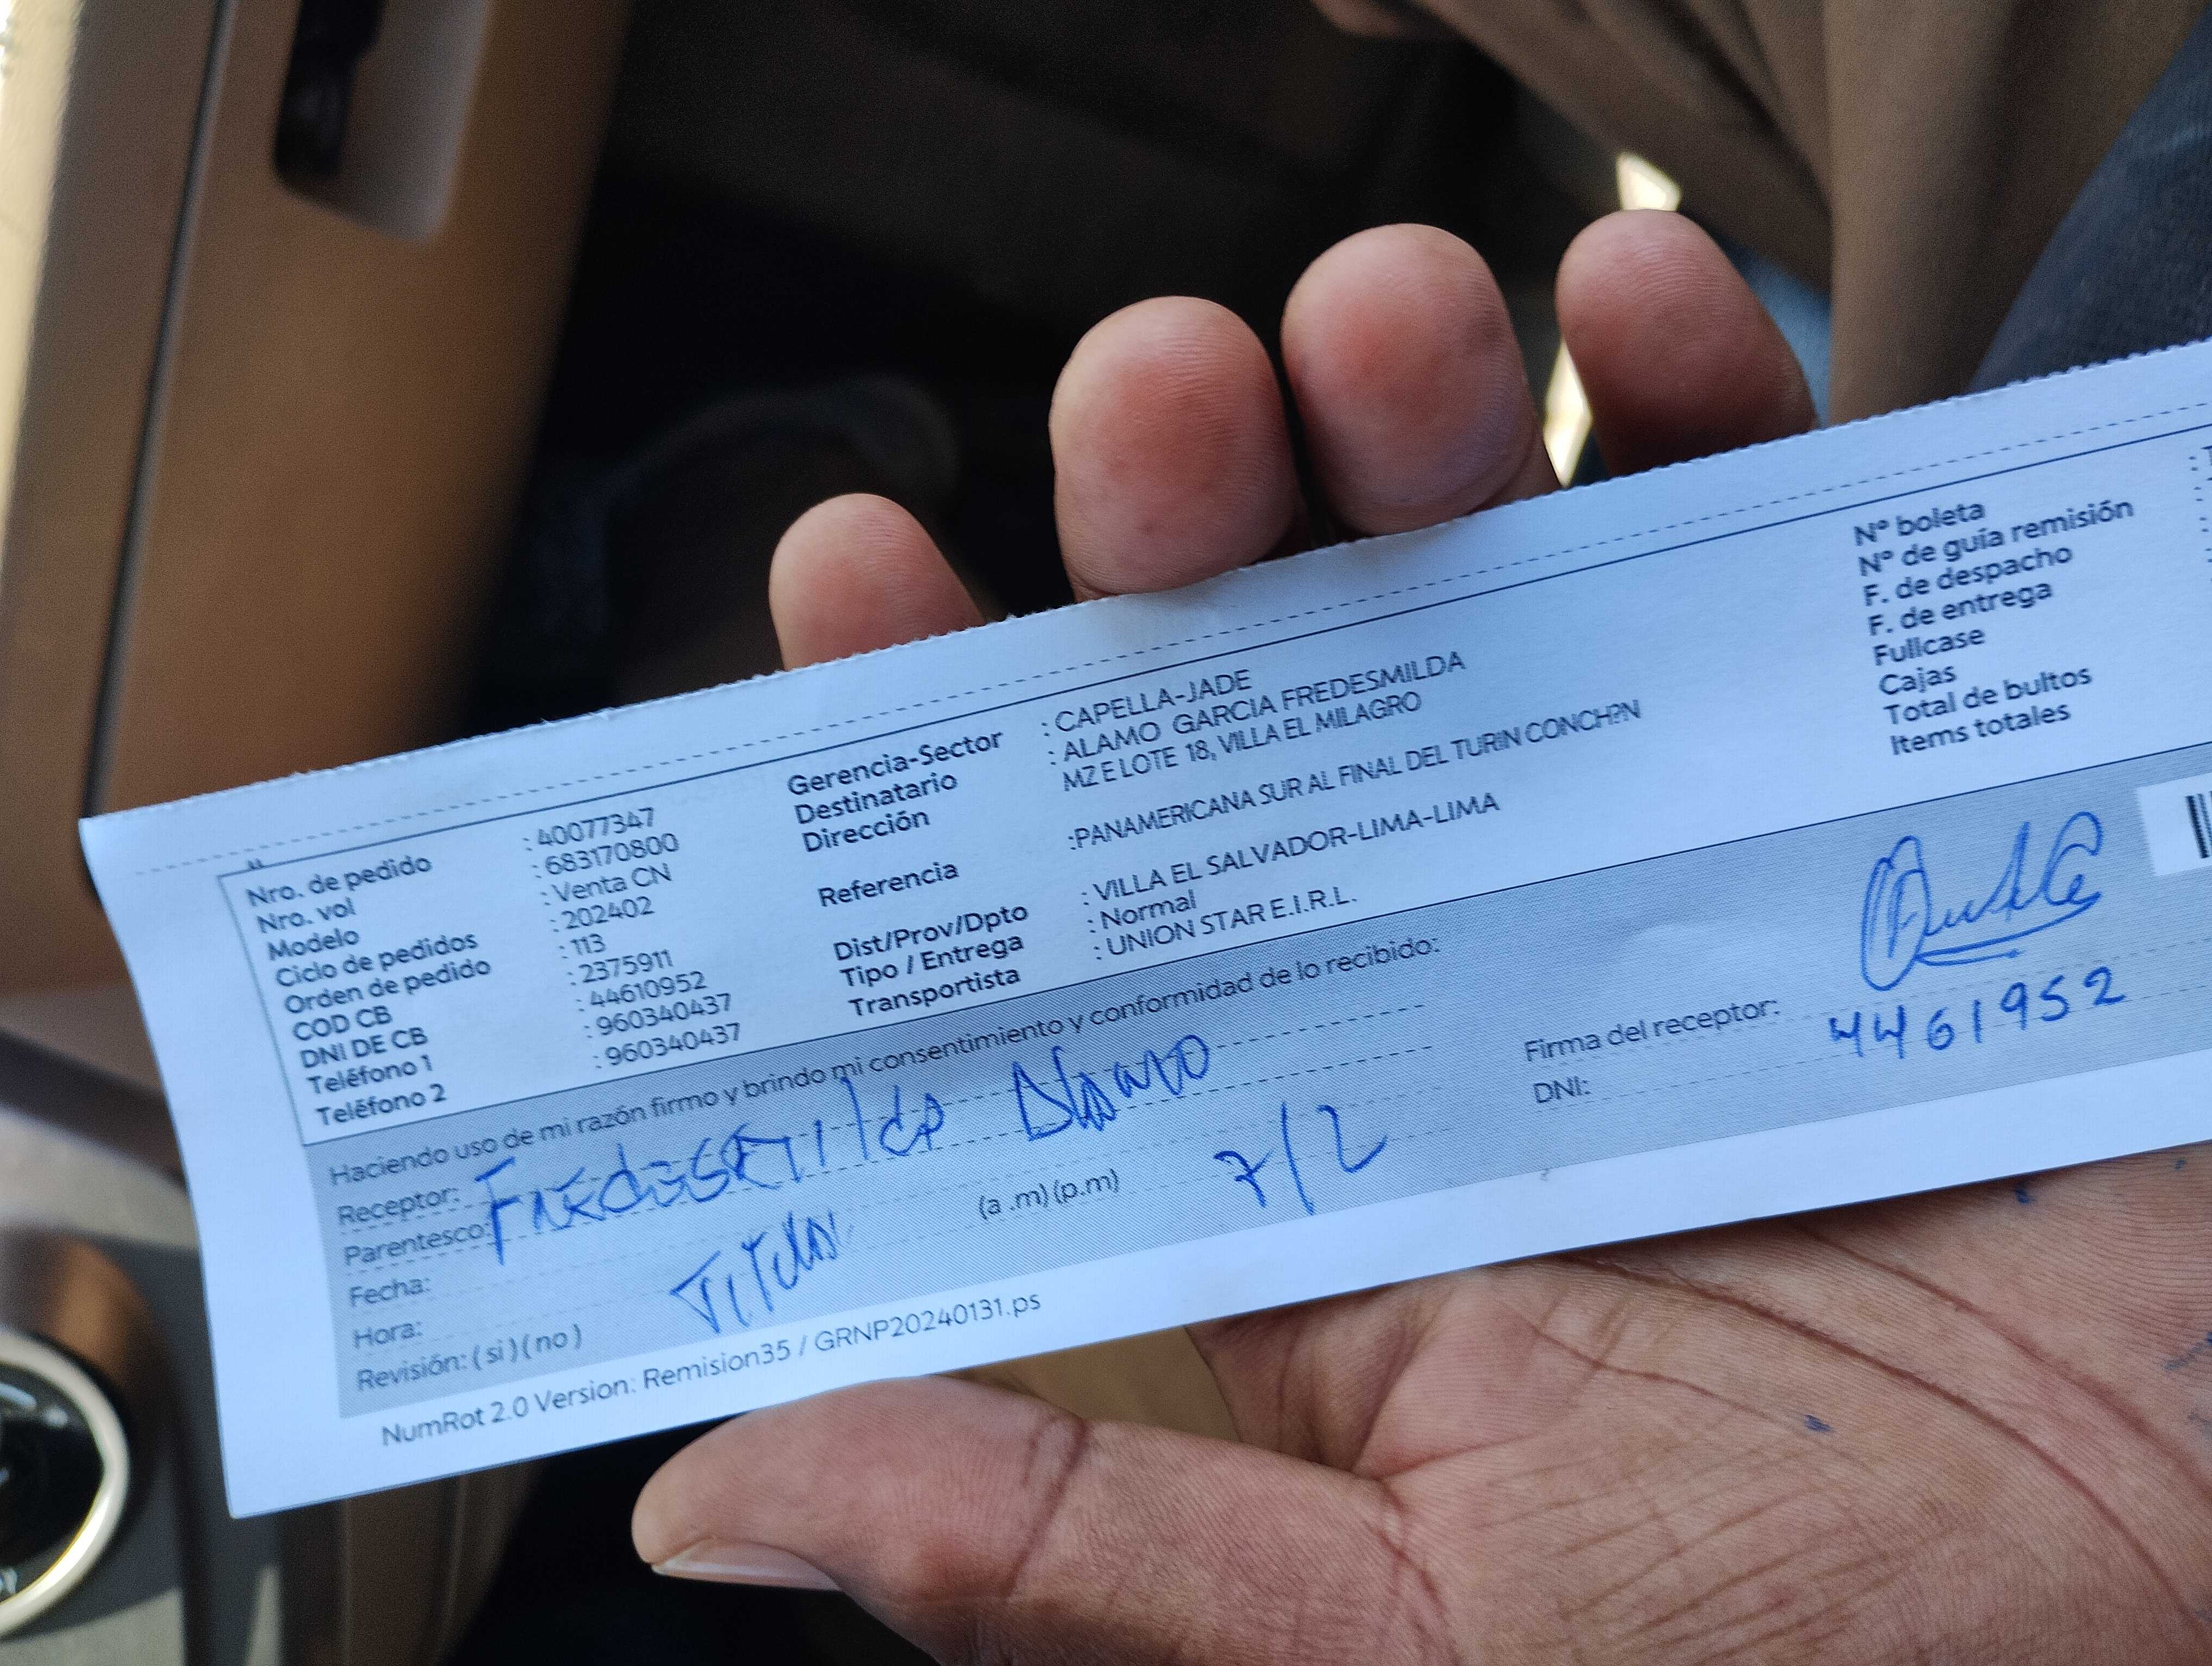 Nro. de pedido : 40077347
Nro. vol : 683170800
Modelo : Venta CN
Ciclo de pedidos : 202402
Orden de pedido : 113
COD CB : 2375911
DNI DE CB : 44610952
Teléfono 1 : 960340437
Teléfono 2 : 960340437
Gerencia-Sector : CAPELLA-JADE
Destinatario : ALAMO GARCIA FREDESMILDA
Dirección MZ E LOTE 18, VILLA EL MILAGRO
Referencia :PANAMERICANA SUR AL FINAL DEL TURIN CONCH?N
Dist/Prov/Dpto : VILLA EL SALVADOR-LIMA-LIMA
Tipo / Entrega : Normal
Transportista : UNION STAR E.I.R.L.
N° boleta
N° de guía remisión
F. de despacho
F. de entrega
Fullcase
Cajas
Total de bultos
Items totales
Haciendo uso de mi razón firmo y brindo mi consentimiento y conformidad de lo recibido:
Receptor: Alamo
Parentesco:
Fecha:
Hora: (a .m) (p.m) 7/2
Revisión: ( si ) ( no )
Firma del receptor:
DNI: 4461952
NumRot 2.0 Version: Remision35 / GRNP20240131.ps